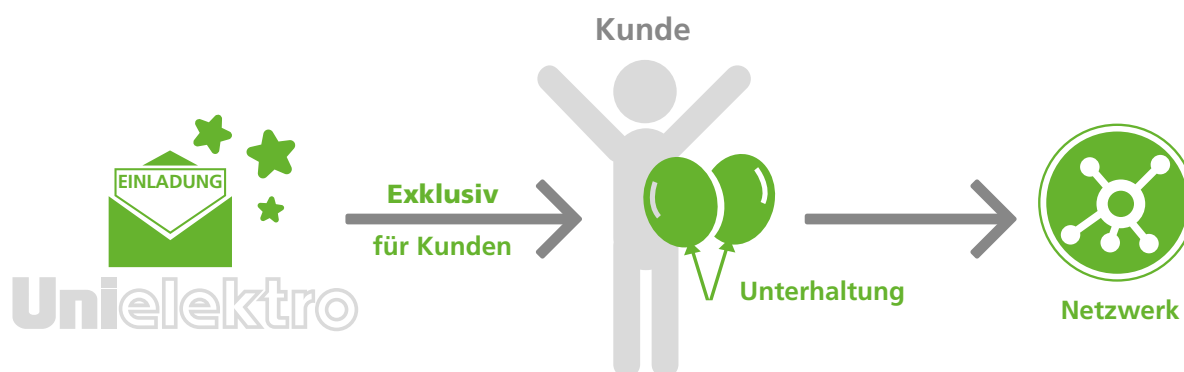 Kunde
EINLADUNG
Exklusiv
für Kunden
Unielektro
Unterhaltung
Netzwerk